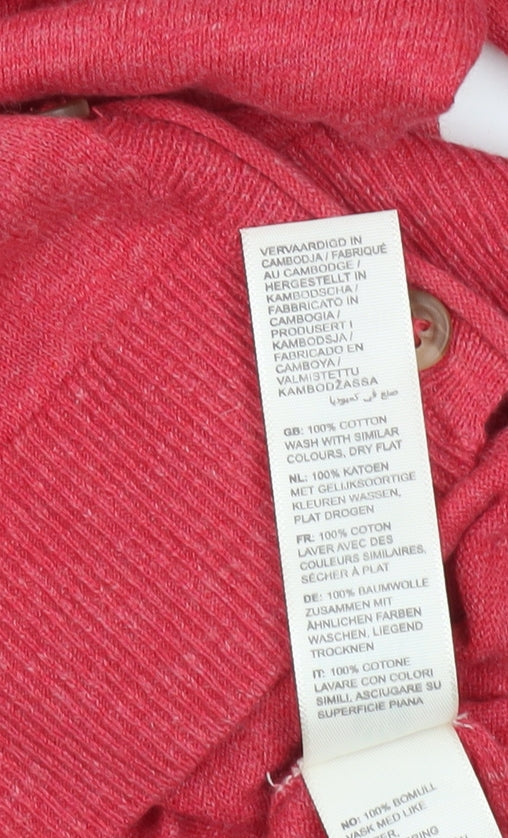 VERVAARDIGD IN
CAMBODJA / FABRIQUÉ
AU CAMBODGE /
HERGESTELLT IN
KAMBODSCHA /
FABBRICATO IN
CAMBOGIA /
PRODUSERT I
KAMBODSJA /
FABRICADO EN
CAMBOYA /
VALMISTETTU
KAMBODŽASSA
صنع في كمبوديا
GB: 100% COTTON
WASH WITH SIMILAR
COLOURS, DRY FLAT
NL: 100% KATOEN
MET GELIJKSOORTIGE
KLEUREN WASSEN,
PLAT DROGEN
FR: 100% COTON
LAVER AVEC DES
COULEURS SIMILAIRES,
SÉCHER À PLAT
DE: 100% BAUMWOLLE
ZUSAMMEN MIT
ÄHNLICHEN FARBEN
WASCHEN, LIEGEND
TROCKNEN
IT: 100% COTONE
LAVARE CON COLORI
SIMILI, ASCIUGARE SU
SUPERFICIE PIANA
NO: 100% BOMULL
VASK MED LIKE